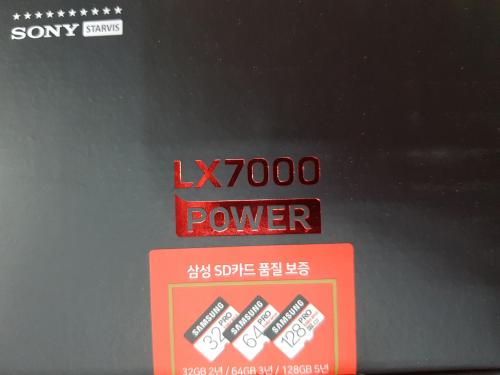 SONY STARVIS
LX7000
POWER
삼성 SD카드 품질 보증
SAMSUNG 32 PRO
SAMSUNG 64 PRO
SAMSUNG 128 PRO
32GB 2년 / 64GB 3년 / 128GB 5년